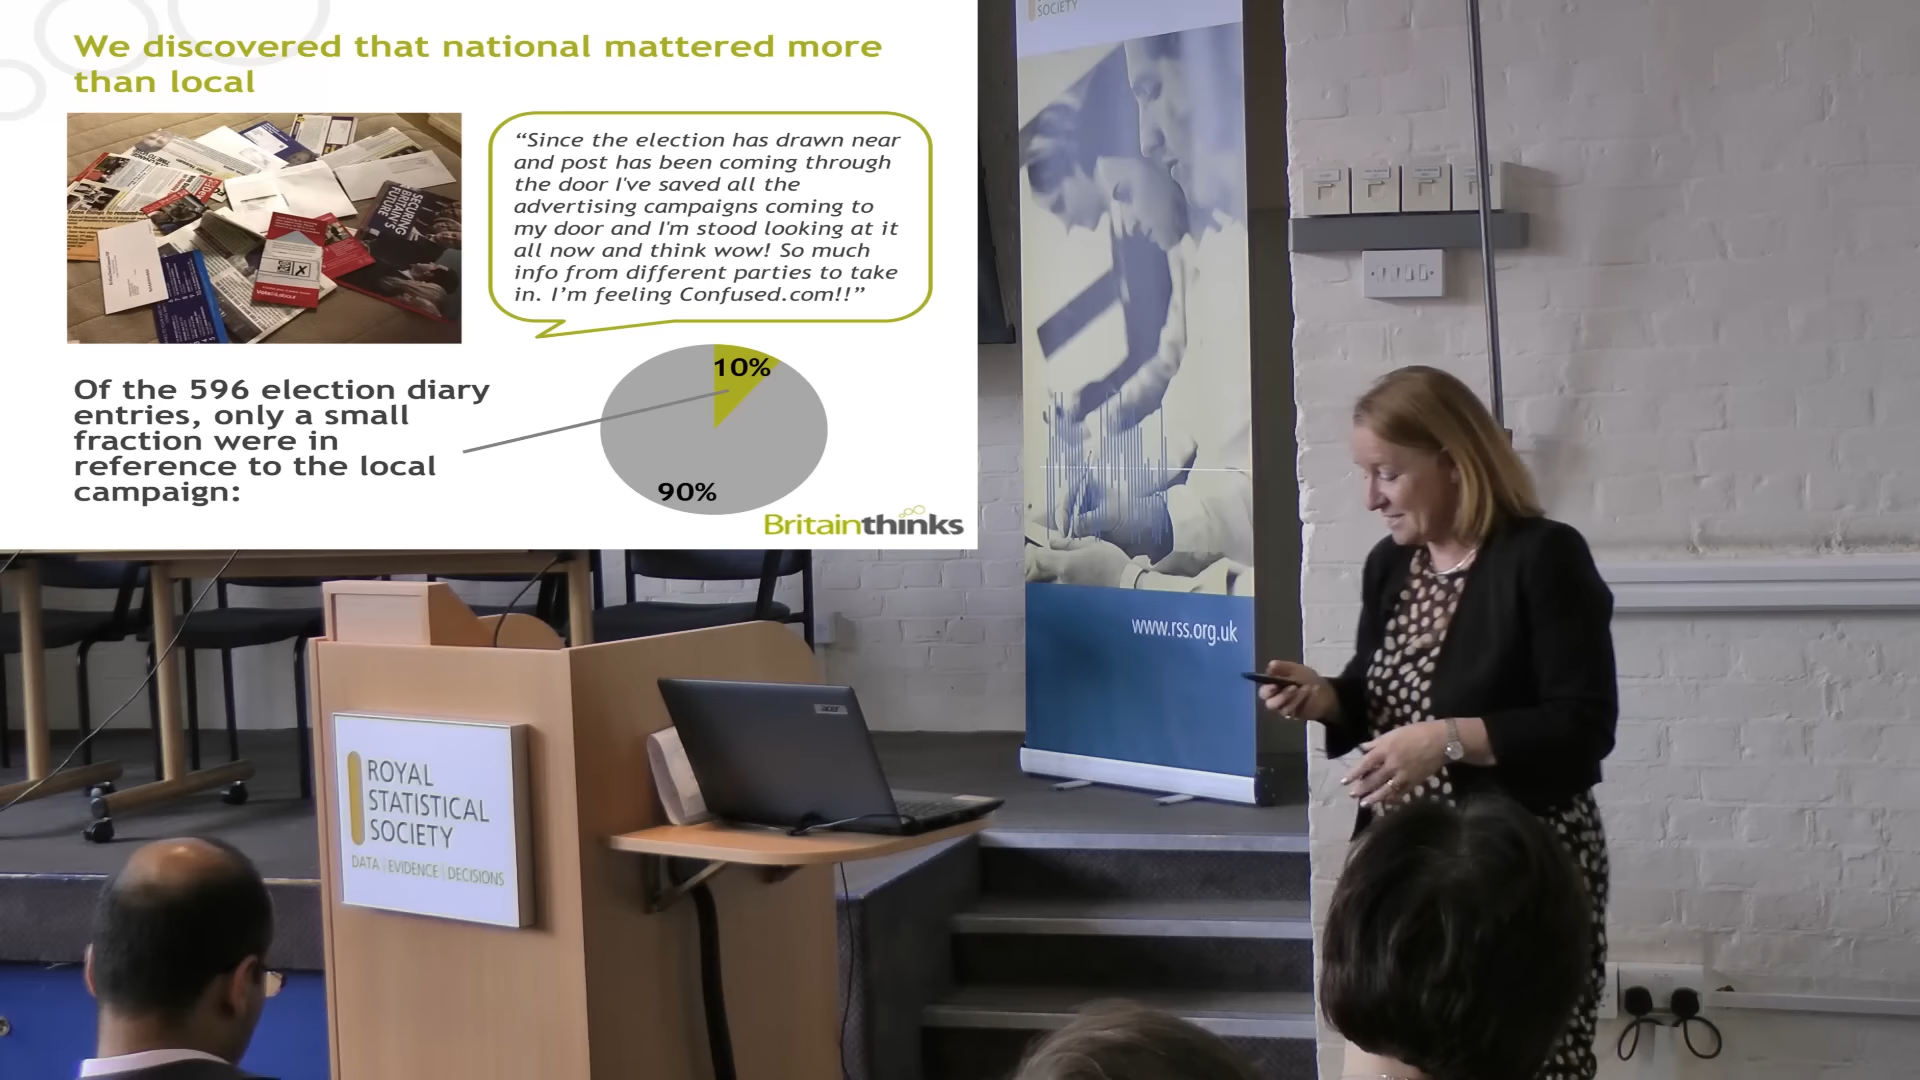 We discovered that national mattered more
than local
“Since the election has drawn near
and post has been coming through
the door I've saved all the
advertising campaigns coming to
my door and I'm stood looking at it
all now and think wow! So much
info from different parties to take
in. I’m feeling Confused.com!!”
SECURING
BRITAIN'S
FUTURE
10%
Of the 596 election diary
entries, only a small
fraction were in
reference to the local
campaign:
90%
Britainthinks
SOCIETY
www.rss.org.uk
acer
ROYAL
STATISTICAL
SOCIETY
DATA | EVIDENCE | DECISIONS